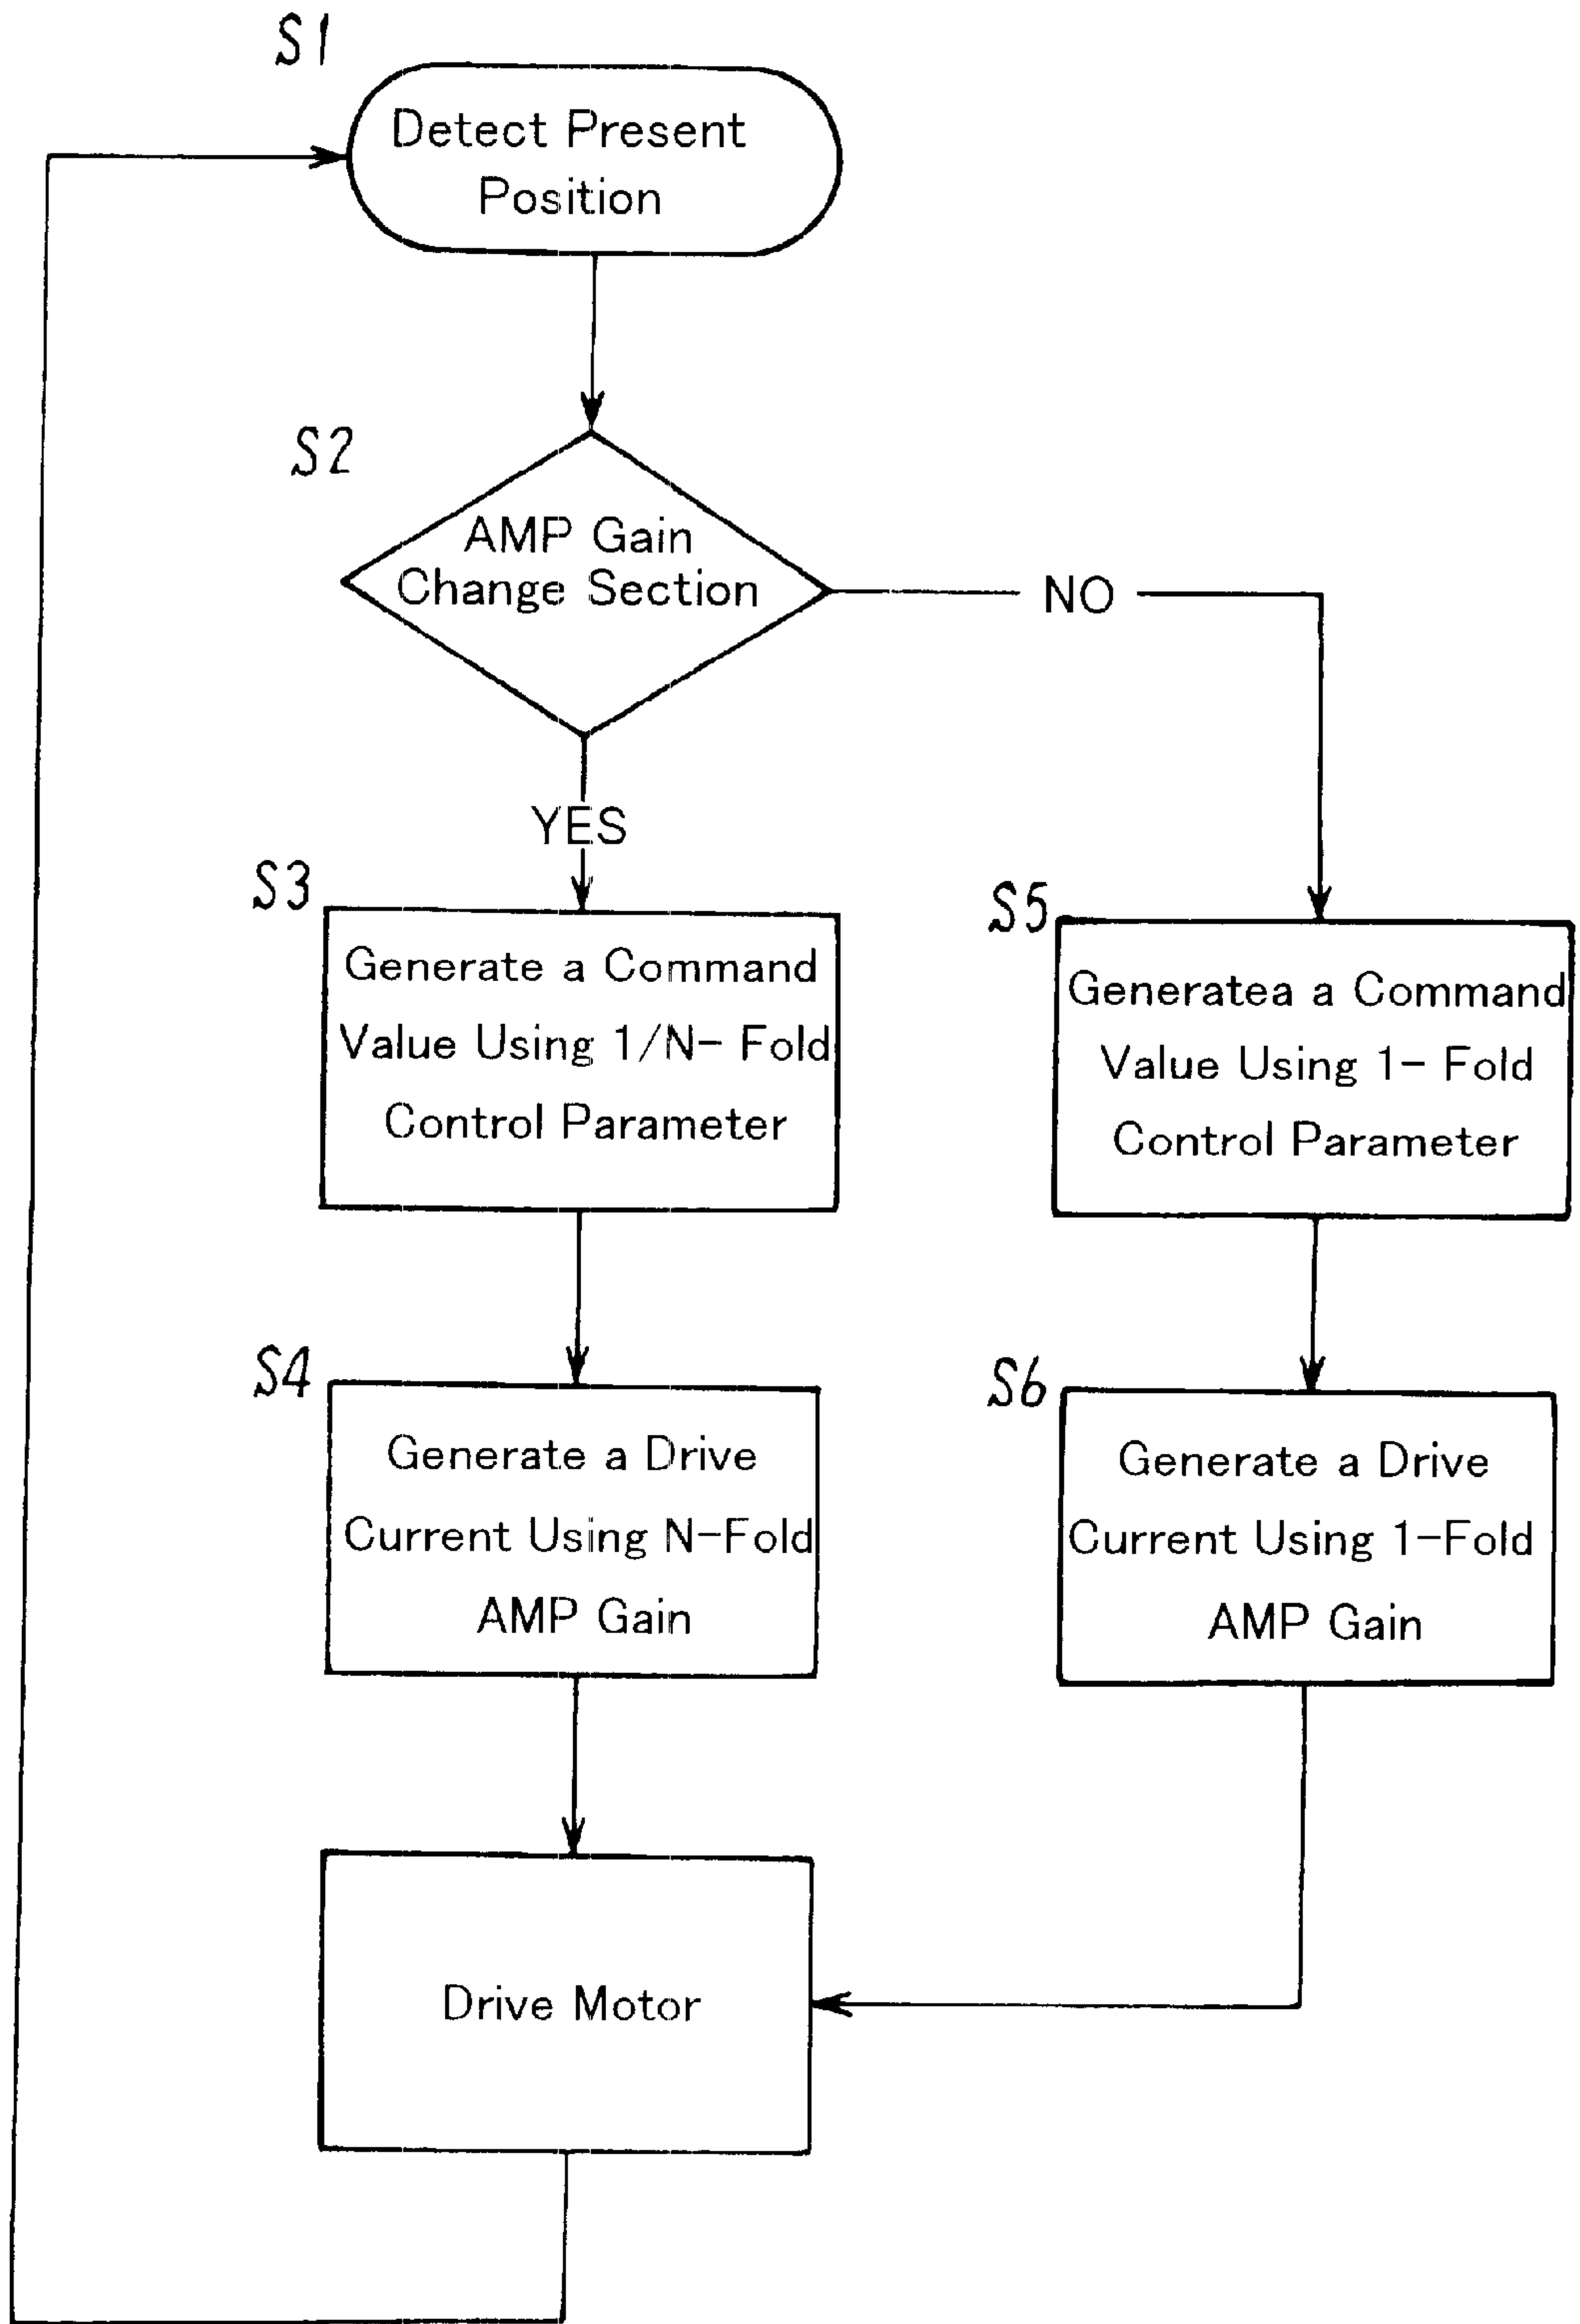 S1
Detect Present
Position
S2
AMP Gain
Change Section
NO
YES
S3
Generate a Command
Value Using 1/N- Fold
Control Parameter
S5
Generatea a Command
Value Using 1- Fold
Control Parameter
S4
Generate a Drive
Current Using N-Fold
AMP Gain
S6
Generate a Drive
Current Using 1-Fold
AMP Gain
Drive Motor